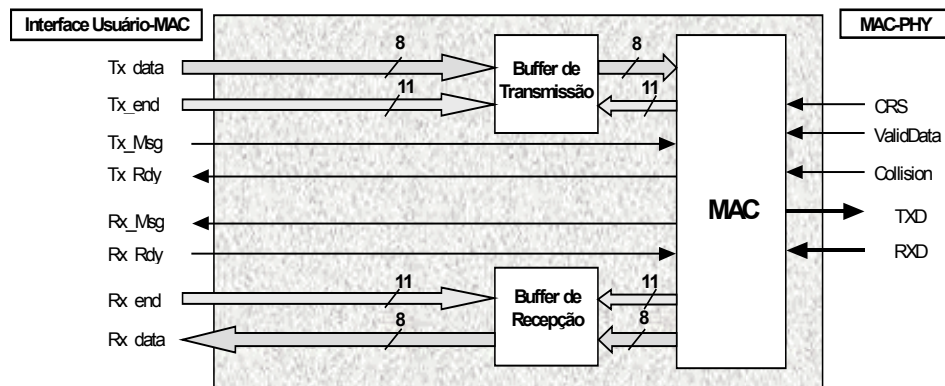 Interface Usuário-MAC
MAC-PHY
Tx data
8
Buffer de
Transmissão
8
Tx_end
11
11
CRS
Tx_Msg
ValidData
Tx Rdy
Collision
MAC
Rx_Msg
TXD
Rx Rdy
RXD
Rx end
11
Buffer de
Recepção
11
Rx data
8
8